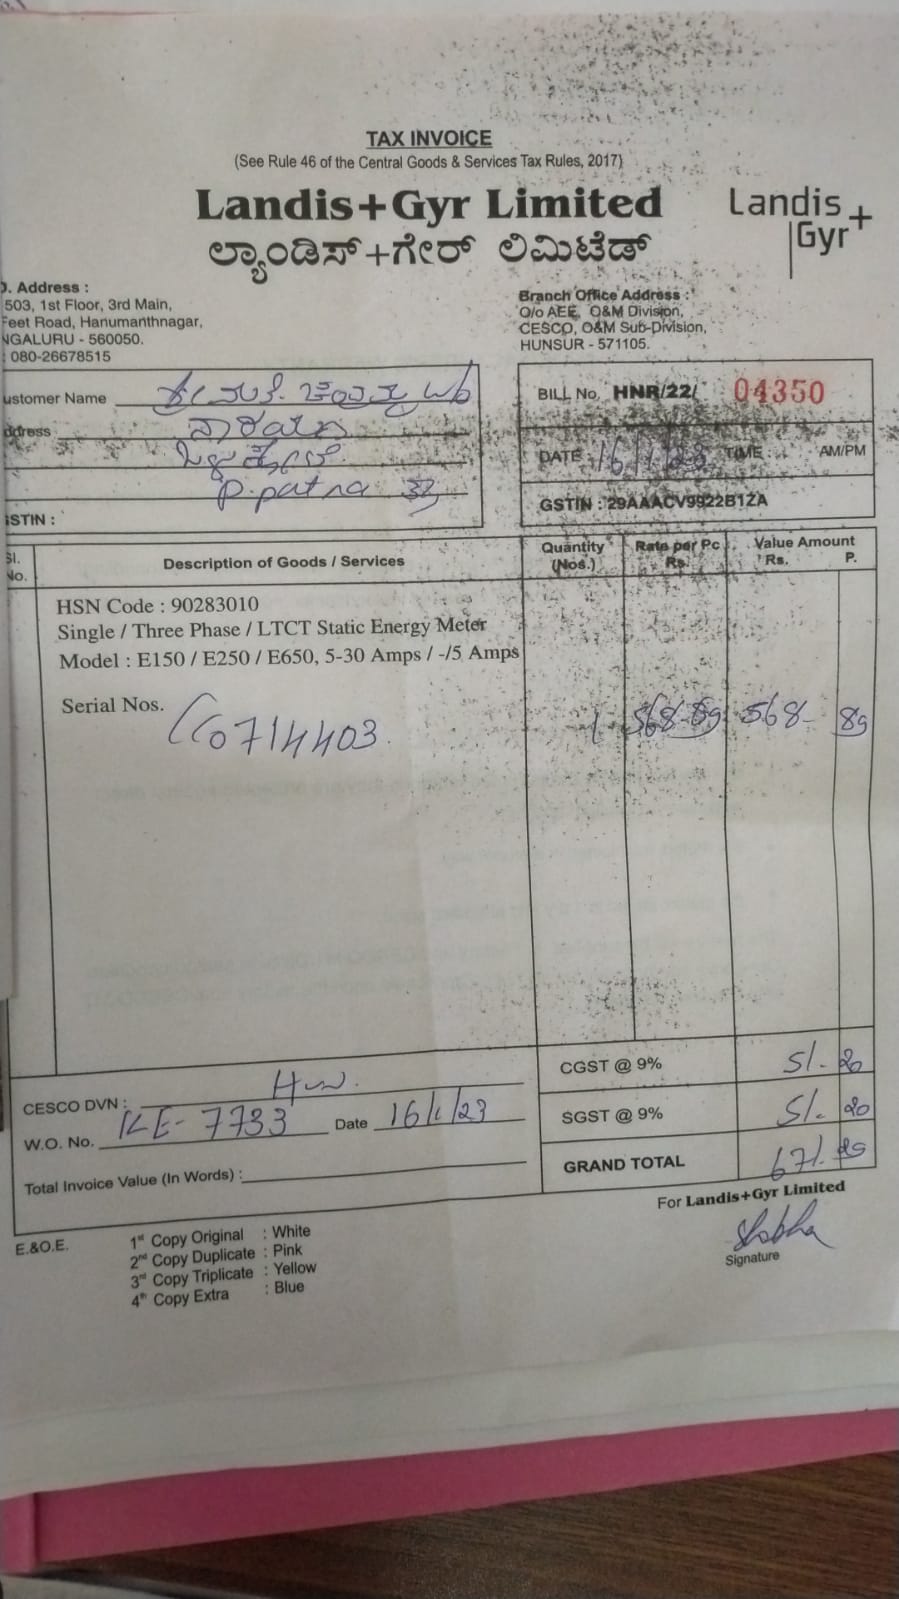 TAX INVOICE
(See Rule 46 of the Central Goods & Services Tax Rules, 2017)
Landis+Gyr Limited
ಲ್ಯಾಂಡಿಸ್+ಗೇರ್ ಲಿಮಿಟೆಡ್
Landis
Gyr+
. Address :
503, 1st Floor, 3rd Main,
Feet Road, Hanumanthnagar,
NGALURU - 560050.
: 080-26678515
Branch Office Address :
O/o AEE, O&M Division,
CESCO, O&M Sub-Division,
HUNSUR - 571105.
ustomer Name
ddress
P.patna
STIN :
BILL No. HNR/22/ 04350
DATE 16/1/23 TIME AM/PM
GSTIN : 29AAACV9922B1ZA
Sl. No. Description of Goods / Services Quantity (Nos.) Rate per Pc Rs. Value Amount Rs. P.
HSN Code : 90283010
Single / Three Phase / LTCT Static Energy Meter
Model : E150 / E250 / E650, 5-30 Amps / -/5 Amps
Serial Nos. 0714403 1 568-89 568- 89
CGST @ 9% 51- 20
SGST @ 9% 51- 20
GRAND TOTAL 671- 29
CESCO DVN : Hun.
W.O. No. KE-7733 Date 16/1/23
Total Invoice Value (In Words) :
For Landis+Gyr Limited
Shobha
Signature
E.&O.E.
1st Copy Original : White
2nd Copy Duplicate : Pink
3rd Copy Triplicate : Yellow
4th Copy Extra : Blue